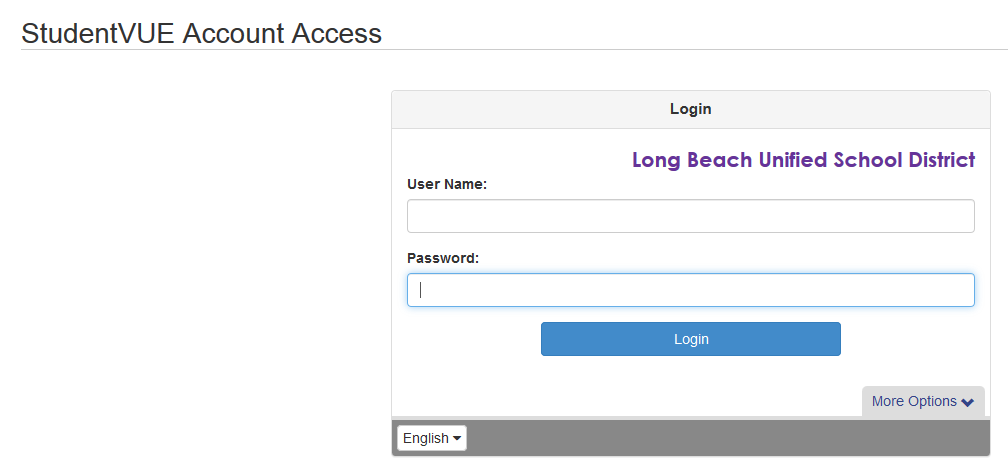 StudentVUE Account Access
Login
Long Beach Unified School District
User Name:
Password:
Login
More Options
English